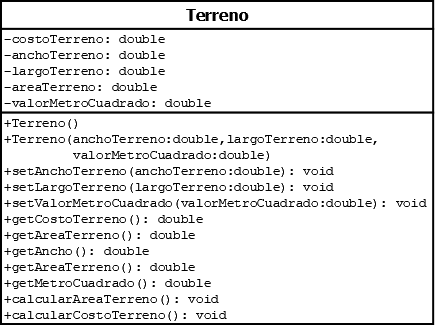 Terreno
-costoTerreno: double
-anchoTerreno: double
-largoTerreno: double
-areaTerreno: double
-valorMetroCuadrado: double
+Terreno()
+Terreno(anchoTerreno:double,largoTerreno:double,
valorMetroCuadrado:double)
+setAnchoTerreno(anchoTerreno:double): void
+setLargoTerreno(largoTerreno:double): void
+setValorMetroCuadrado(valorMetroCuadrado:double): void
+getCostoTerreno(): double
+getAreaTerreno(): double
+getAncho(): double
+getAreaTerreno(): double
+getMetroCuadrado(): double
+calcularAreaTerreno(): void
+calcularCostoTerreno(): void